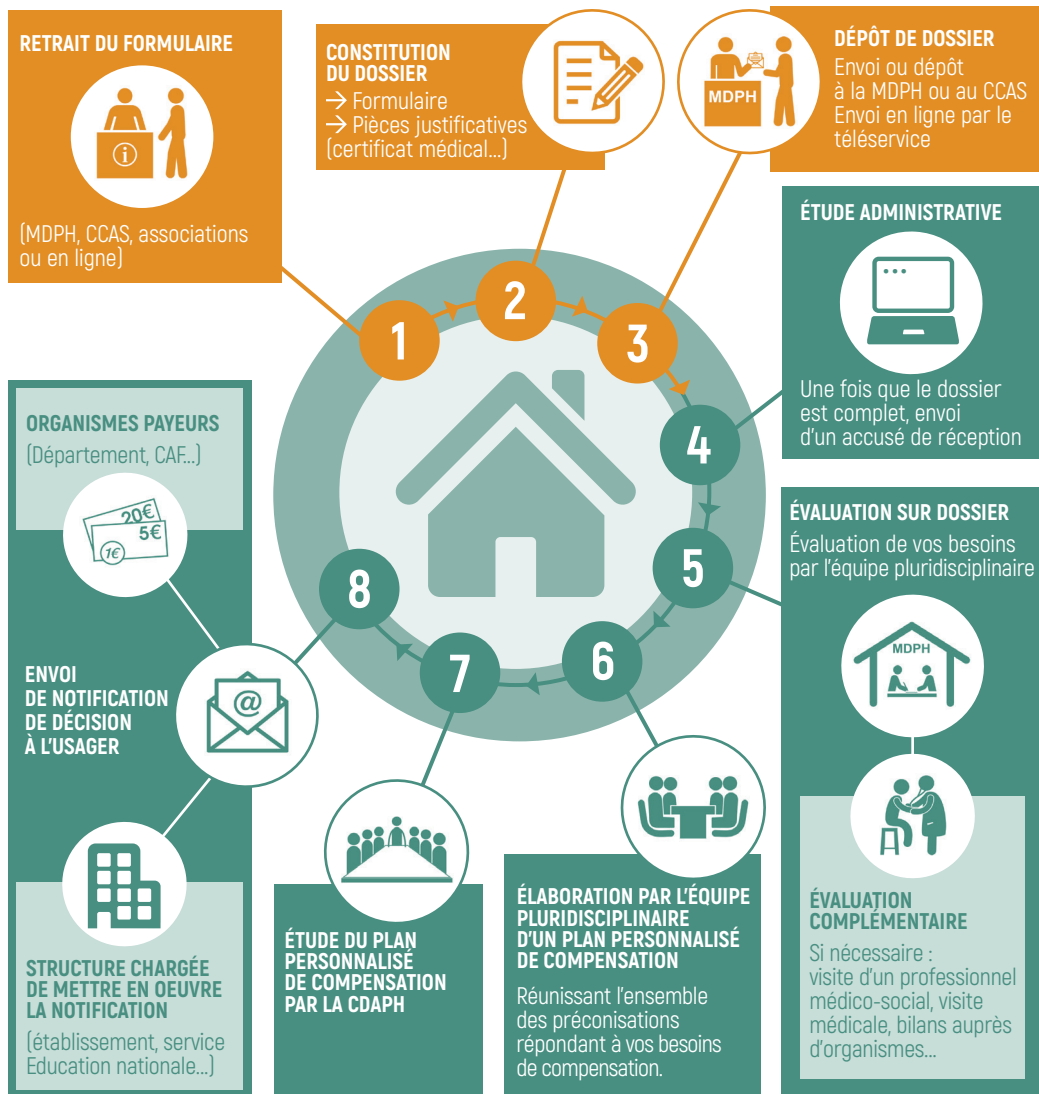 RETRAIT DU FORMULAIRE
(MDPH, CCAS, associations
ou en ligne)
CONSTITUTION
DU DOSSIER
→ Formulaire
→ Pièces justificatives
(certificat médical...)
MDPH
DÉPÔT DE DOSSIER
Envoi ou dépôt
à la MDPH ou au CCAS
Envoi en ligne par le
téléservice
ÉTUDE ADMINISTRATIVE
Une fois que le dossier
est complet, envoi
d'un accusé de réception
1
2
3
4
5
6
7
8
ÉVALUATION SUR DOSSIER
Évaluation de vos besoins
par l'équipe pluridisciplinaire
MDPH
ÉVALUATION
COMPLÉMENTAIRE
Si nécessaire :
visite d'un professionnel
médico-social, visite
médicale, bilans auprès
d'organismes...
ÉLABORATION PAR L'ÉQUIPE
PLURIDISCIPLINAIRE
D'UN PLAN PERSONNALISÉ
DE COMPENSATION
Réunissant l'ensemble
des préconisations
répondant à vos besoins
de compensation.
ÉTUDE DU PLAN
PERSONNALISÉ
DE COMPENSATION
PAR LA CDAPH
ORGANISMES PAYEURS
(Département, CAF...)
20€
5€
1€
ENVOI
DE NOTIFICATION
DE DÉCISION
À L'USAGER
@
STRUCTURE CHARGÉE
DE METTRE EN OEUVRE
LA NOTIFICATION
(établissement, service
Education nationale...)